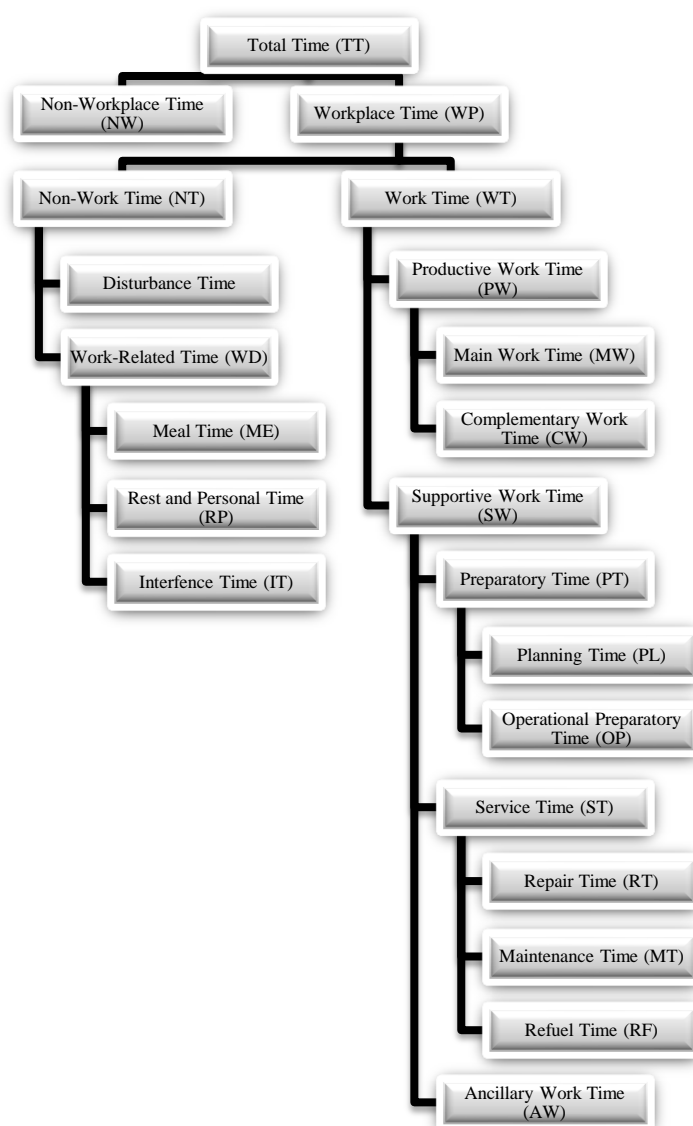 Total Time (TT)
Non-Workplace Time
(NW)
Workplace Time (WP)
Non-Work Time (NT)
Work Time (WT)
Disturbance Time
Work-Related Time (WD)
Meal Time (ME)
Rest and Personal Time
(RP)
Interfence Time (IT)
Productive Work Time
(PW)
Main Work Time (MW)
Complementary Work
Time (CW)
Supportive Work Time
(SW)
Preparatory Time (PT)
Planning Time (PL)
Operational Preparatory
Time (OP)
Service Time (ST)
Repair Time (RT)
Maintenance Time (MT)
Refuel Time (RF)
Ancillary Work Time
(AW)